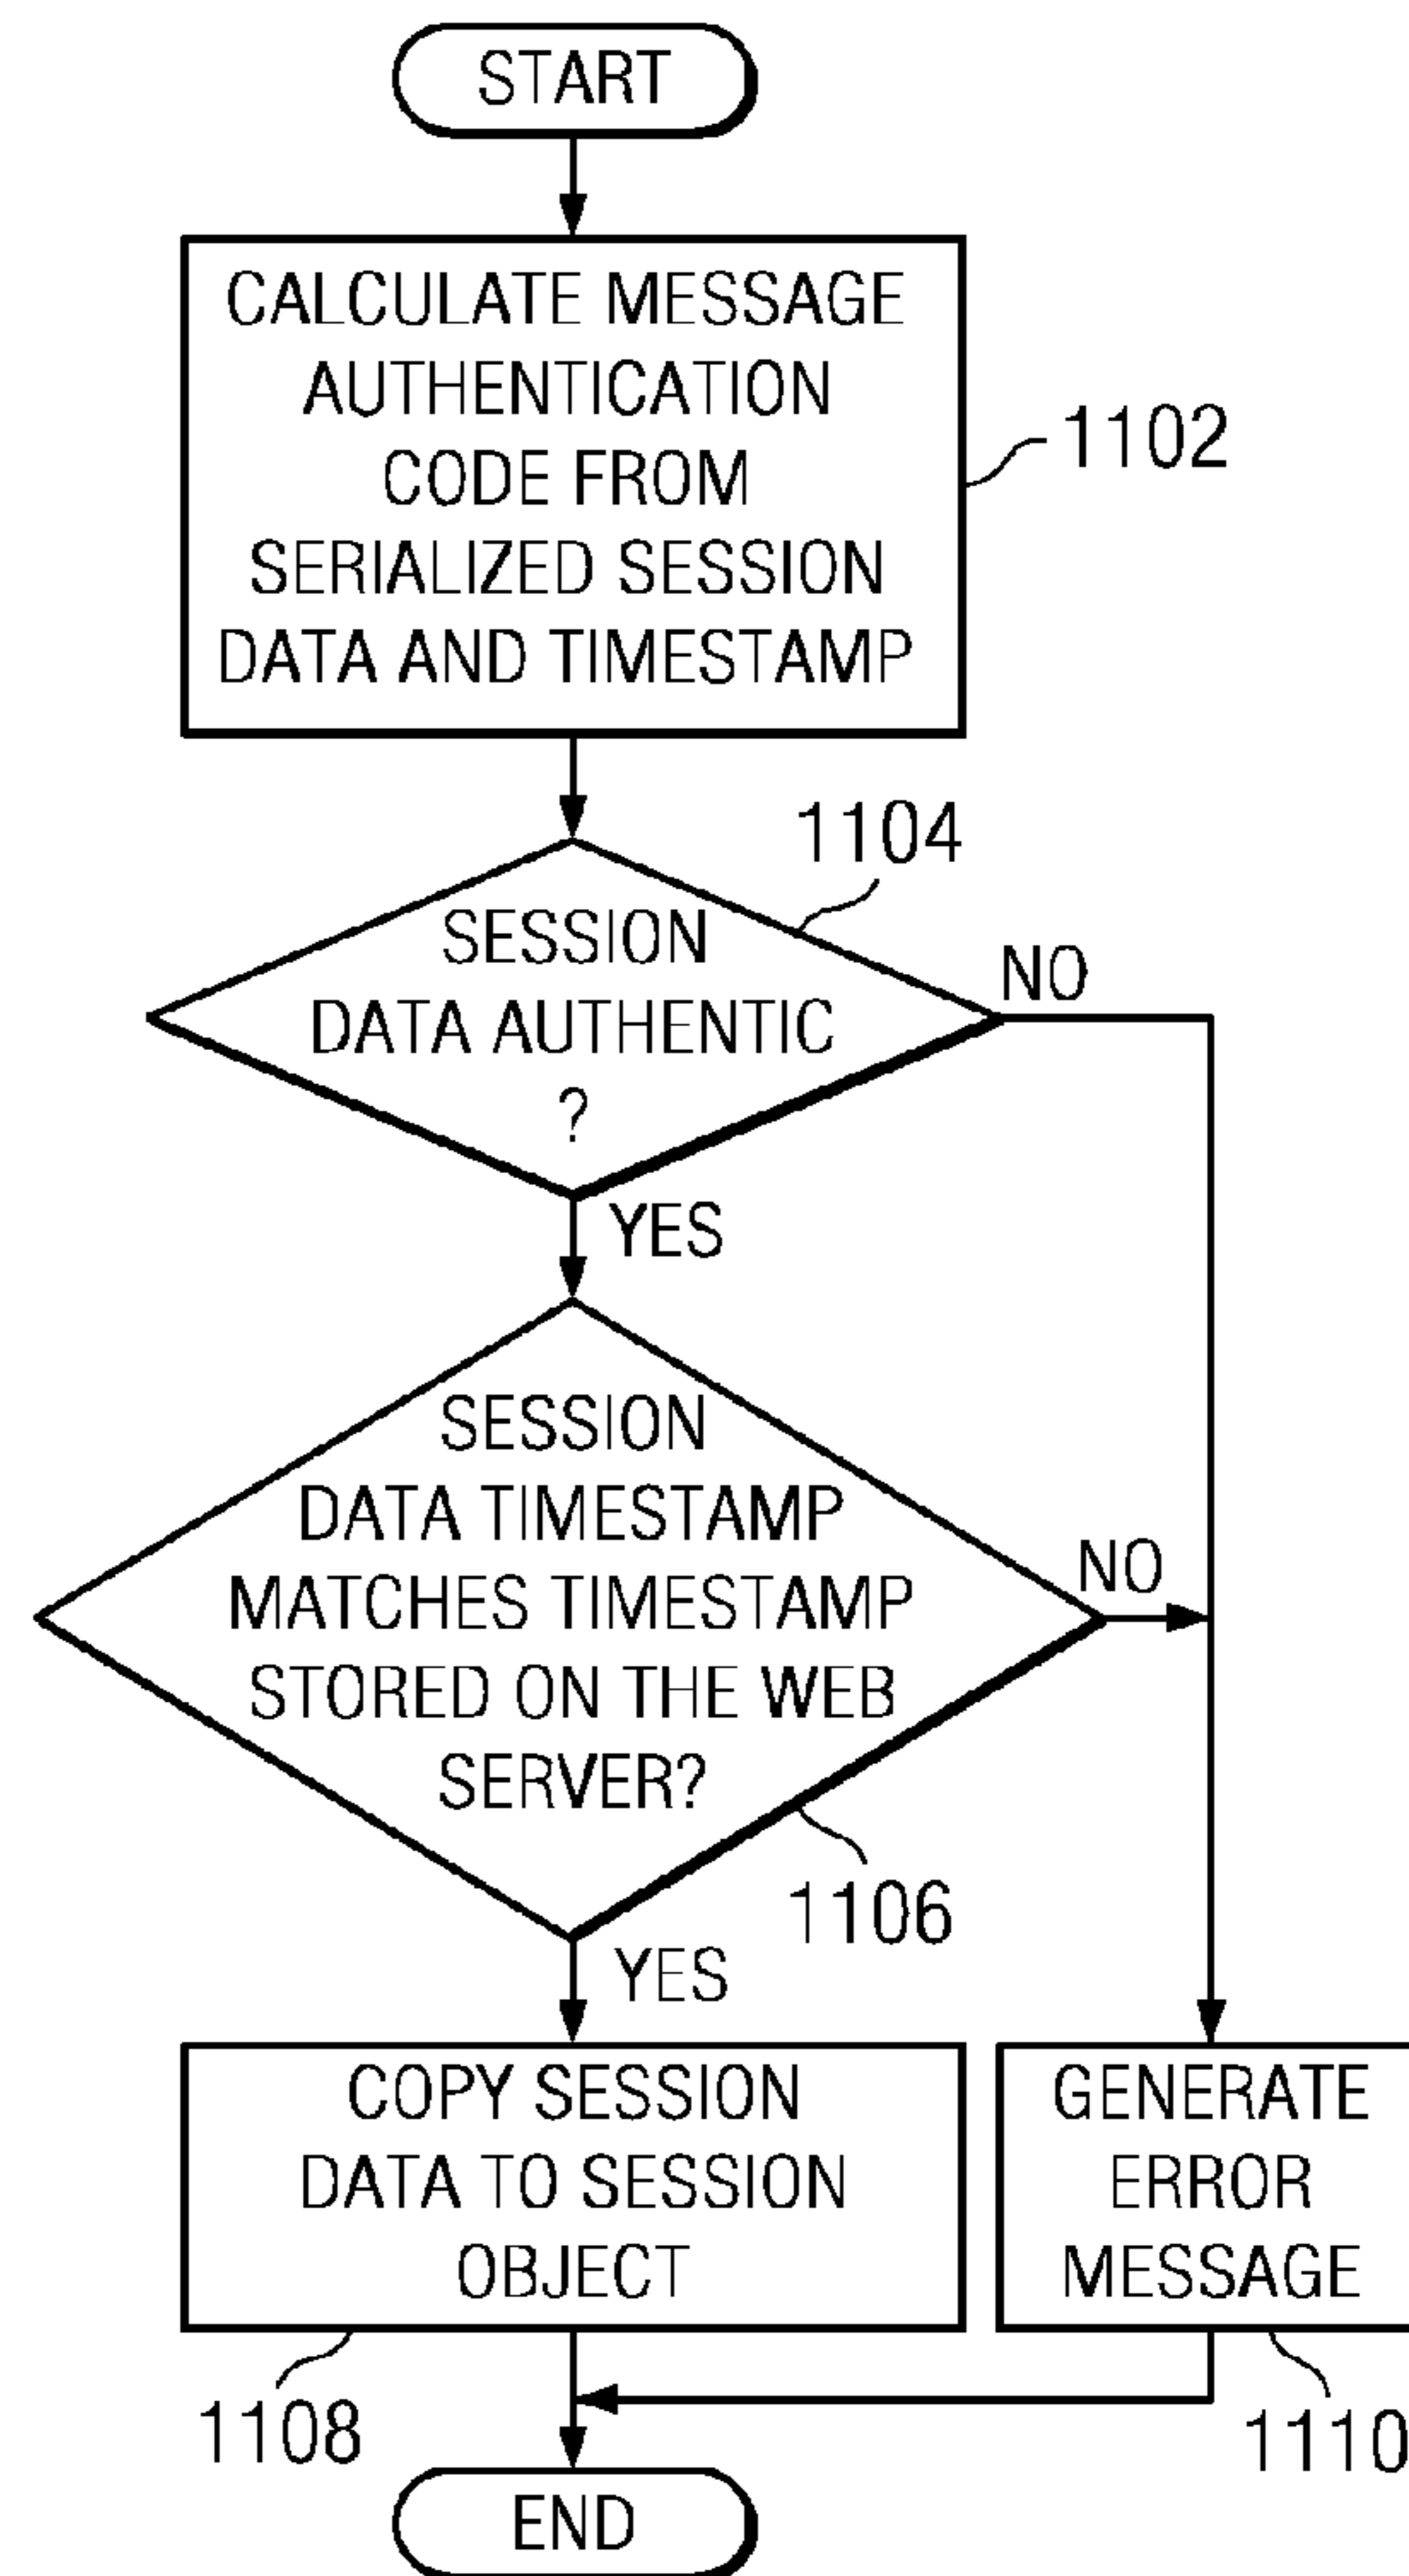 START
CALCULATE MESSAGE
AUTHENTICATION
CODE FROM
SERIALIZED SESSION
DATA AND TIMESTAMP
1102
1104
SESSION
DATA AUTHENTIC
?
NO
YES
SESSION
DATA TIMESTAMP
MATCHES TIMESTAMP
STORED ON THE WEB
SERVER?
NO
1106
YES
COPY SESSION
DATA TO SESSION
OBJECT
GENERATE
ERROR
MESSAGE
1108
1110
END